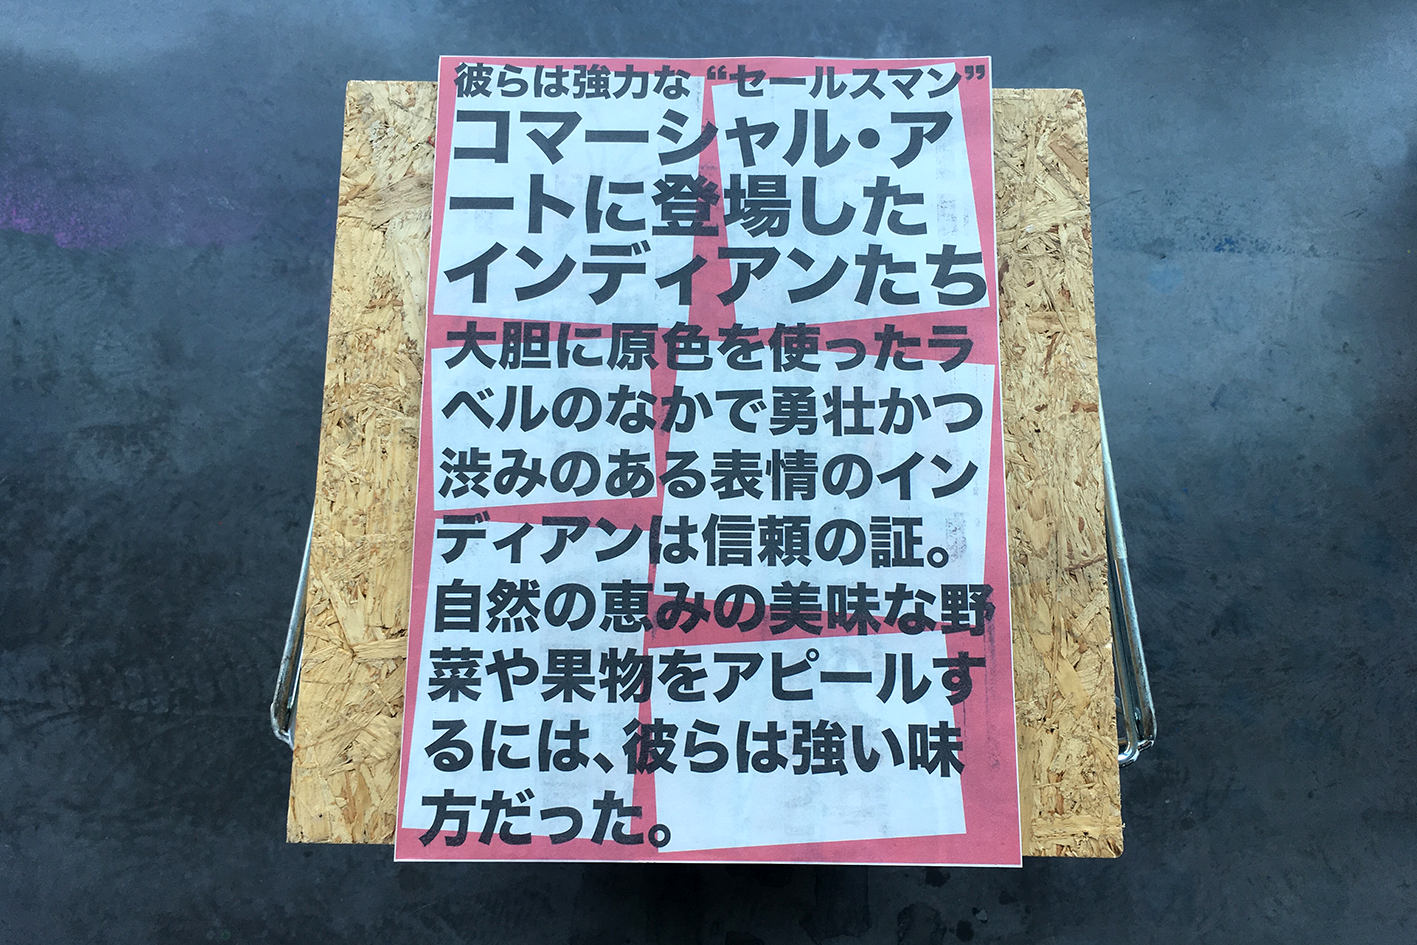 彼らは強力な“セールスマン”
コマーシャル・ア
ートに登場した
インディアンたち
大胆に原色を使ったラ
ベルのなかで勇壮かつ
渋みのある表情のイン
ディアンは信頼の証。
自然の恵みの美味な野
菜や果物をアピールす
るには、彼らは強い味
方だった。